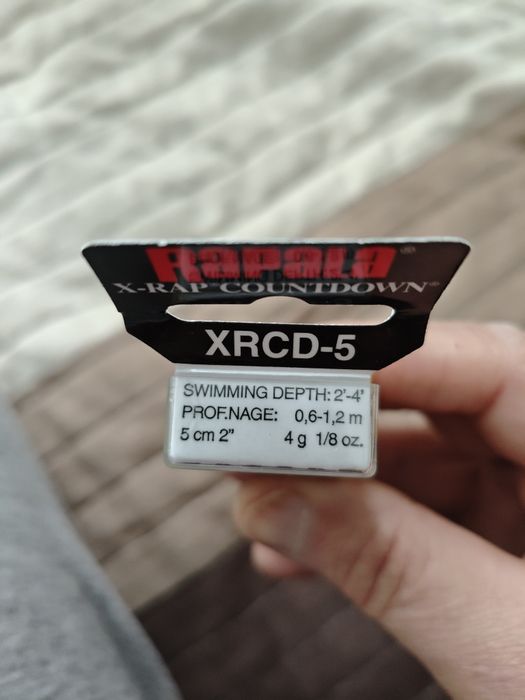 Rapala®
X-RAP® COUNTDOWN®
XRCD-5
SWIMMING DEPTH: 2'-4'
PROF.NAGE: 0,6-1,2 m
5 cm 2” 4 g 1/8 oz.